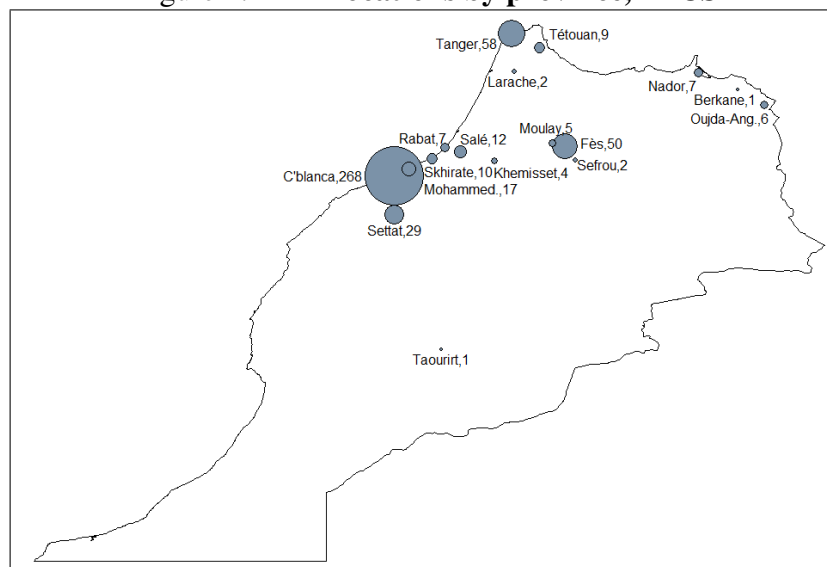 Tanger,58
Tétouan,9
Larache,2
Nador,7
Berkane,1
Oujda-Ang.,6
Moulay,5
Rabat,7
Salé,12
Fès,50
Skhirate,10
Khemisset,4
Sefrou,2
C'blanca,268
Mohammed.,17
Settat,29
Taourirt,1